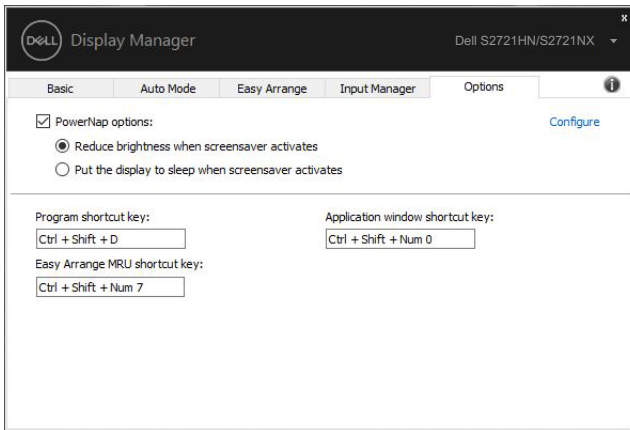 x
DELL Display Manager
Dell S2721HN/S2721NX
Basic Auto Mode Easy Arrange Input Manager Options i
PowerNap options: Configure
Reduce brightness when screensaver activates
Put the display to sleep when screensaver activates
Program shortcut key: Application window shortcut key:
Ctrl + Shift + D Ctrl + Shift + Num 0
Easy Arrange MRU shortcut key:
Ctrl + Shift + Num 7